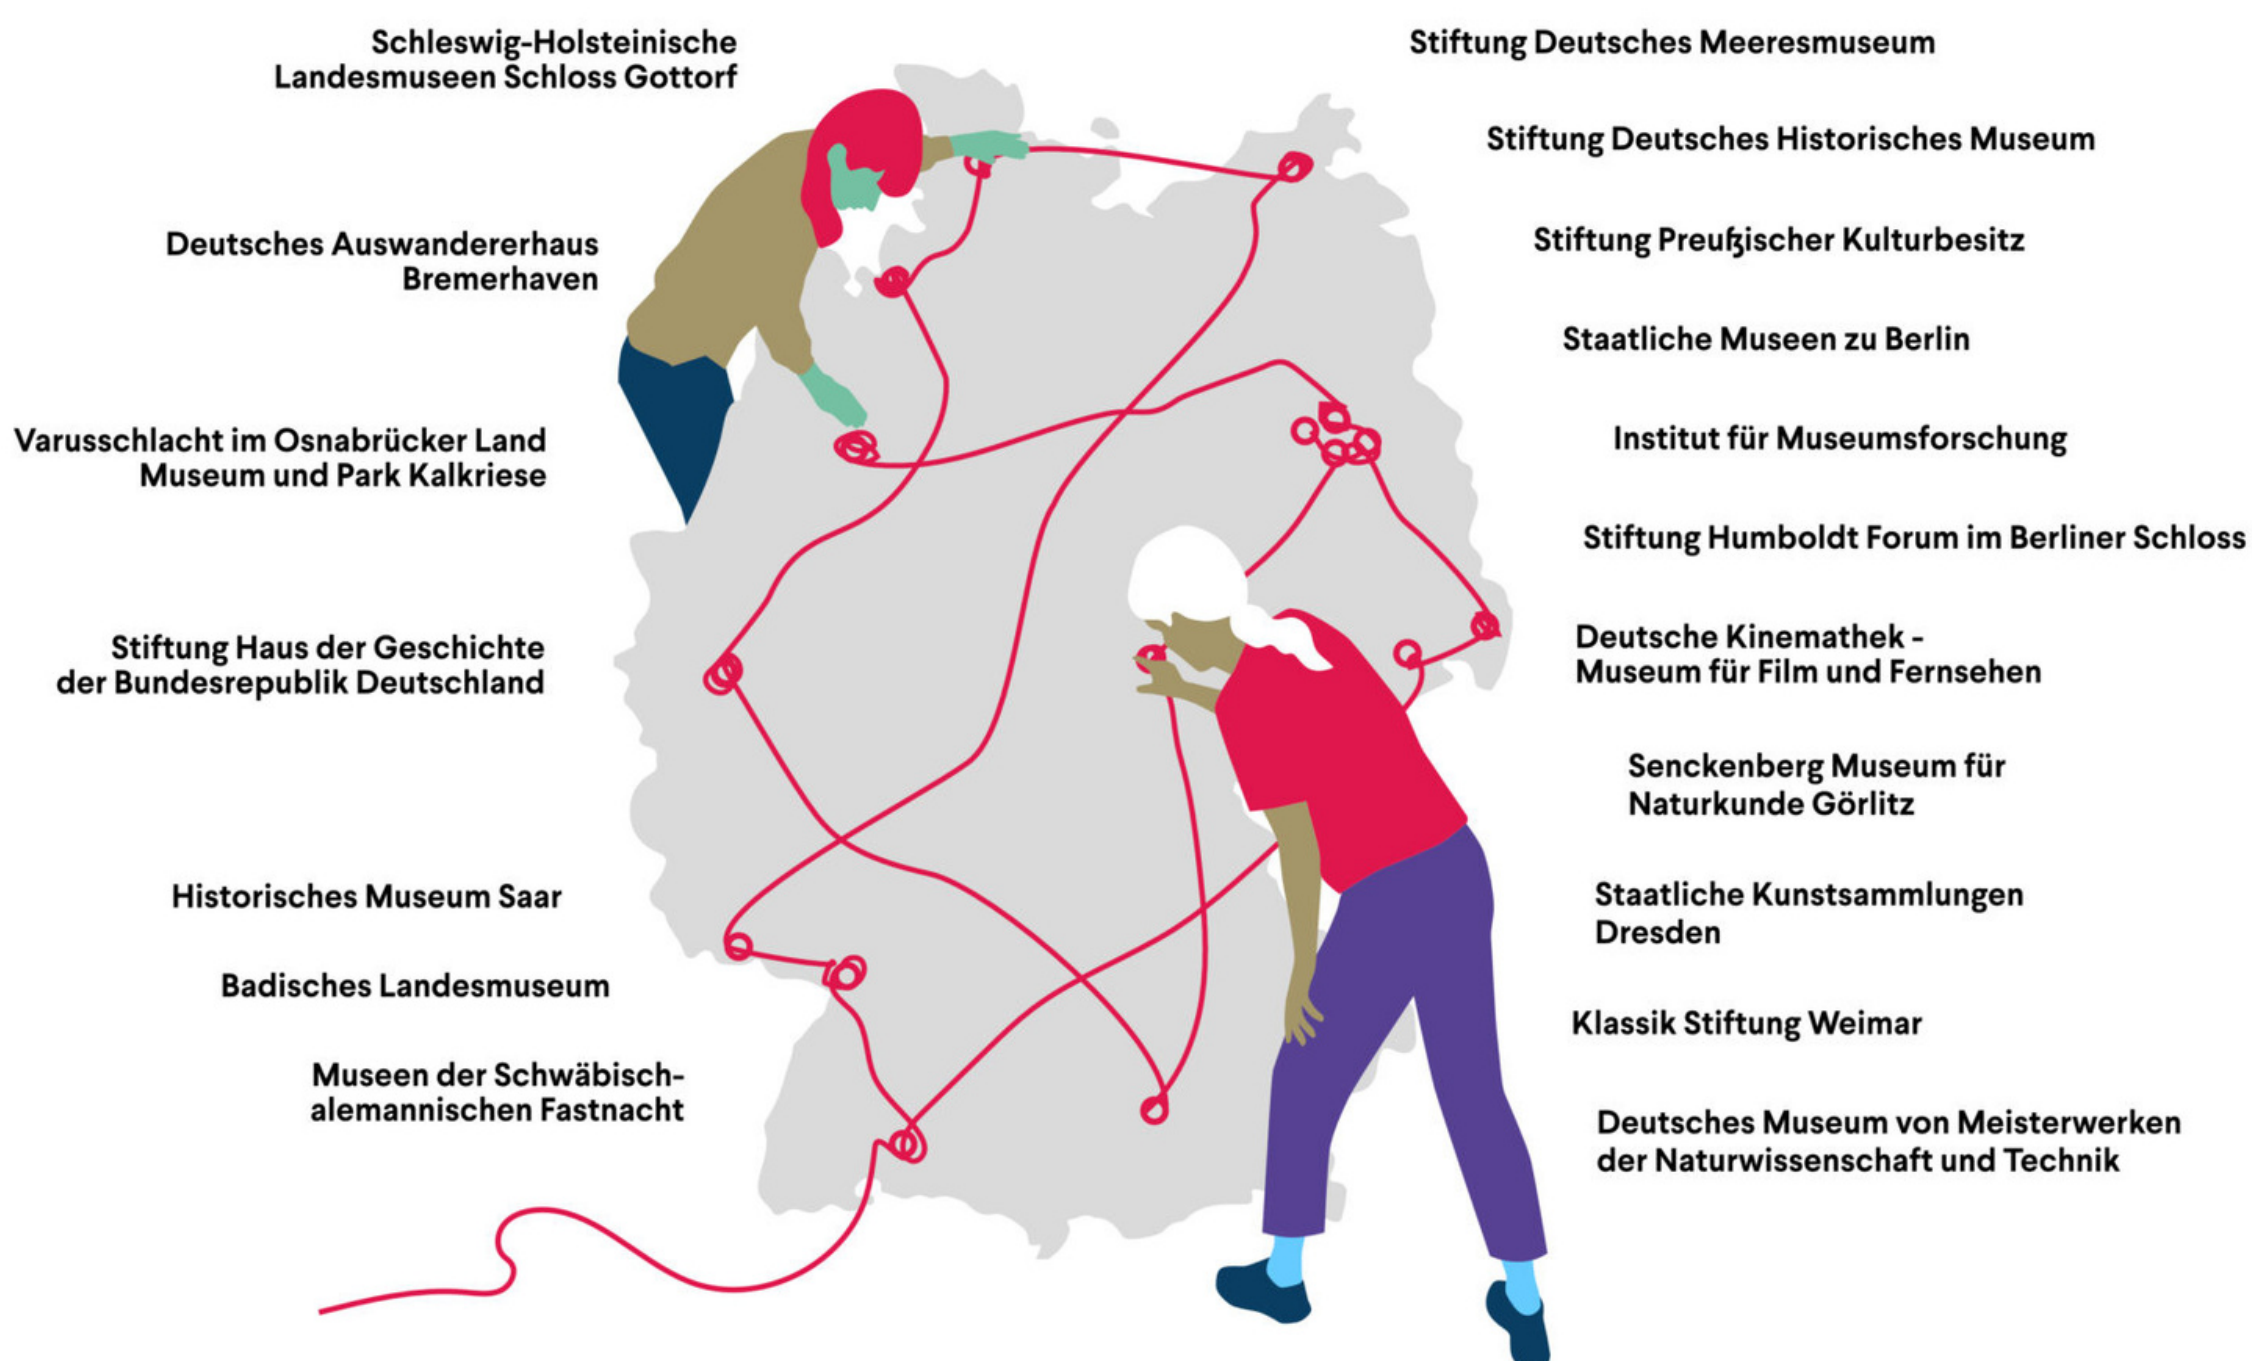 Schleswig-Holsteinische
Landesmuseen Schloss Gottorf
Deutsches Auswandererhaus
Bremerhaven
Varusschlacht im Osnabrücker Land
Museum und Park Kalkriese
Stiftung Haus der Geschichte
der Bundesrepublik Deutschland
Historisches Museum Saar
Badisches Landesmuseum
Museen der Schwäbisch-
alemannischen Fastnacht
Stiftung Deutsches Meeresmuseum
Stiftung Deutsches Historisches Museum
Stiftung Preußischer Kulturbesitz
Staatliche Museen zu Berlin
Institut für Museumsforschung
Stiftung Humboldt Forum im Berliner Schloss
Deutsche Kinemathek -
Museum für Film und Fernsehen
Senckenberg Museum für
Naturkunde Görlitz
Staatliche Kunstsammlungen
Dresden
Klassik Stiftung Weimar
Deutsches Museum von Meisterwerken
der Naturwissenschaft und Technik